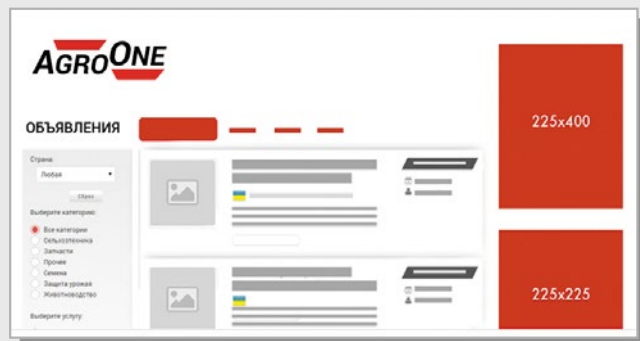 AGROONE
ОБЪЯВЛЕНИЯ
Страна:
Любая
Сброс
Выберите категорию:
Все категории
Сельхозтехника
Запчасти
Прочее
Семена
Защита урожая
Животноводство
Выберите услугу:
225x400
225x225